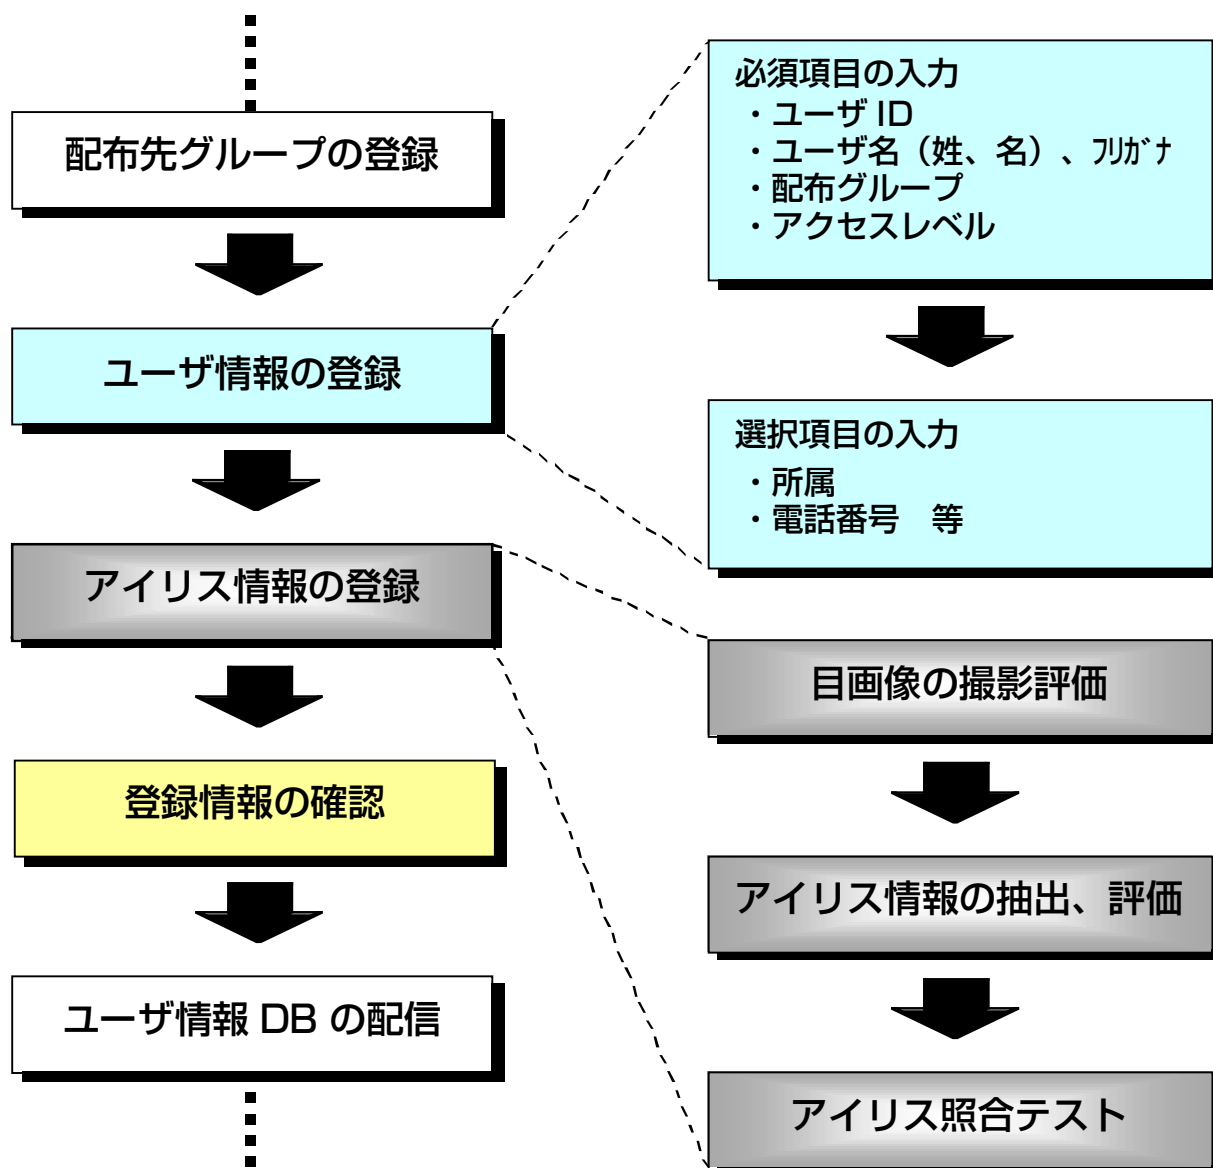 配布先グループの登録
ユーザ情報の登録
アイリス情報の登録
登録情報の確認
ユーザ情報 DB の配信
必須項目の入力
・ユーザ ID
・ユーザ名（姓、名）、ﾌﾘｶﾞﾅ
・配布グループ
・アクセスレベル
選択項目の入力
・所属
・電話番号　等
目画像の撮影評価
アイリス情報の抽出、評価
アイリス照合テスト